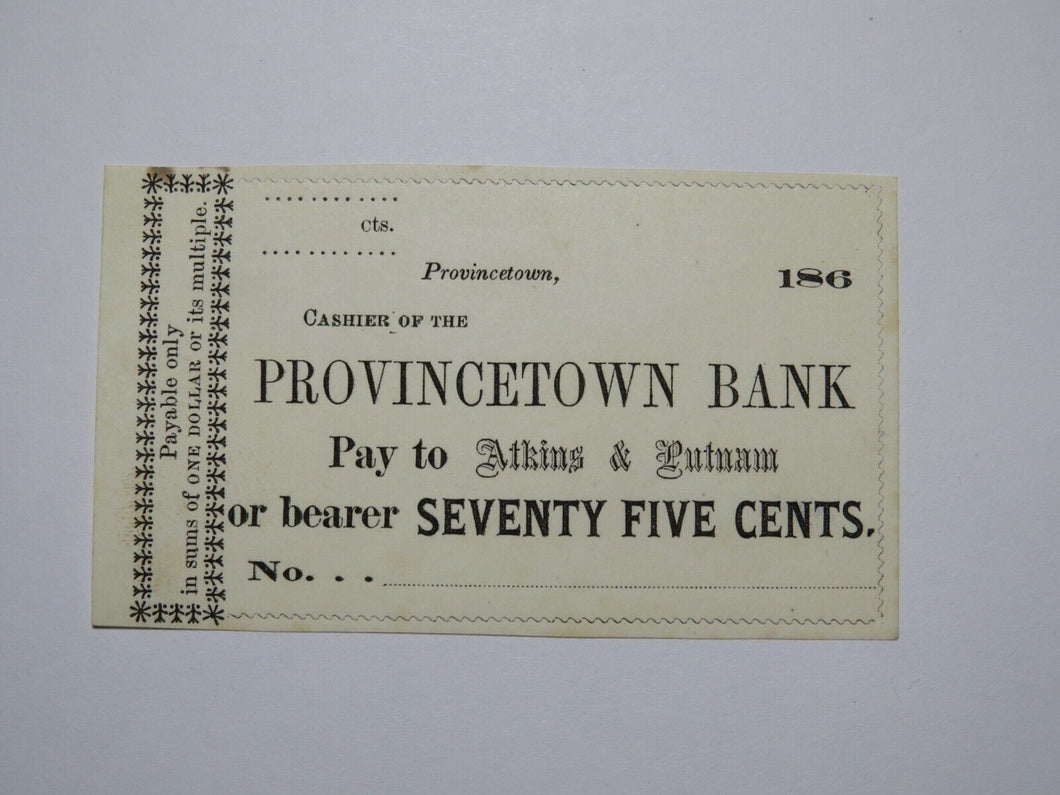 Payable only
in sums of ONE DOLLAR or its multiple.
cts.
Provincetown, 186
CASHIER OF THE
PROVINCETOWN BANK
Pay to Atkins & Putnam
or bearer SEVENTY FIVE CENTS.
No. . .